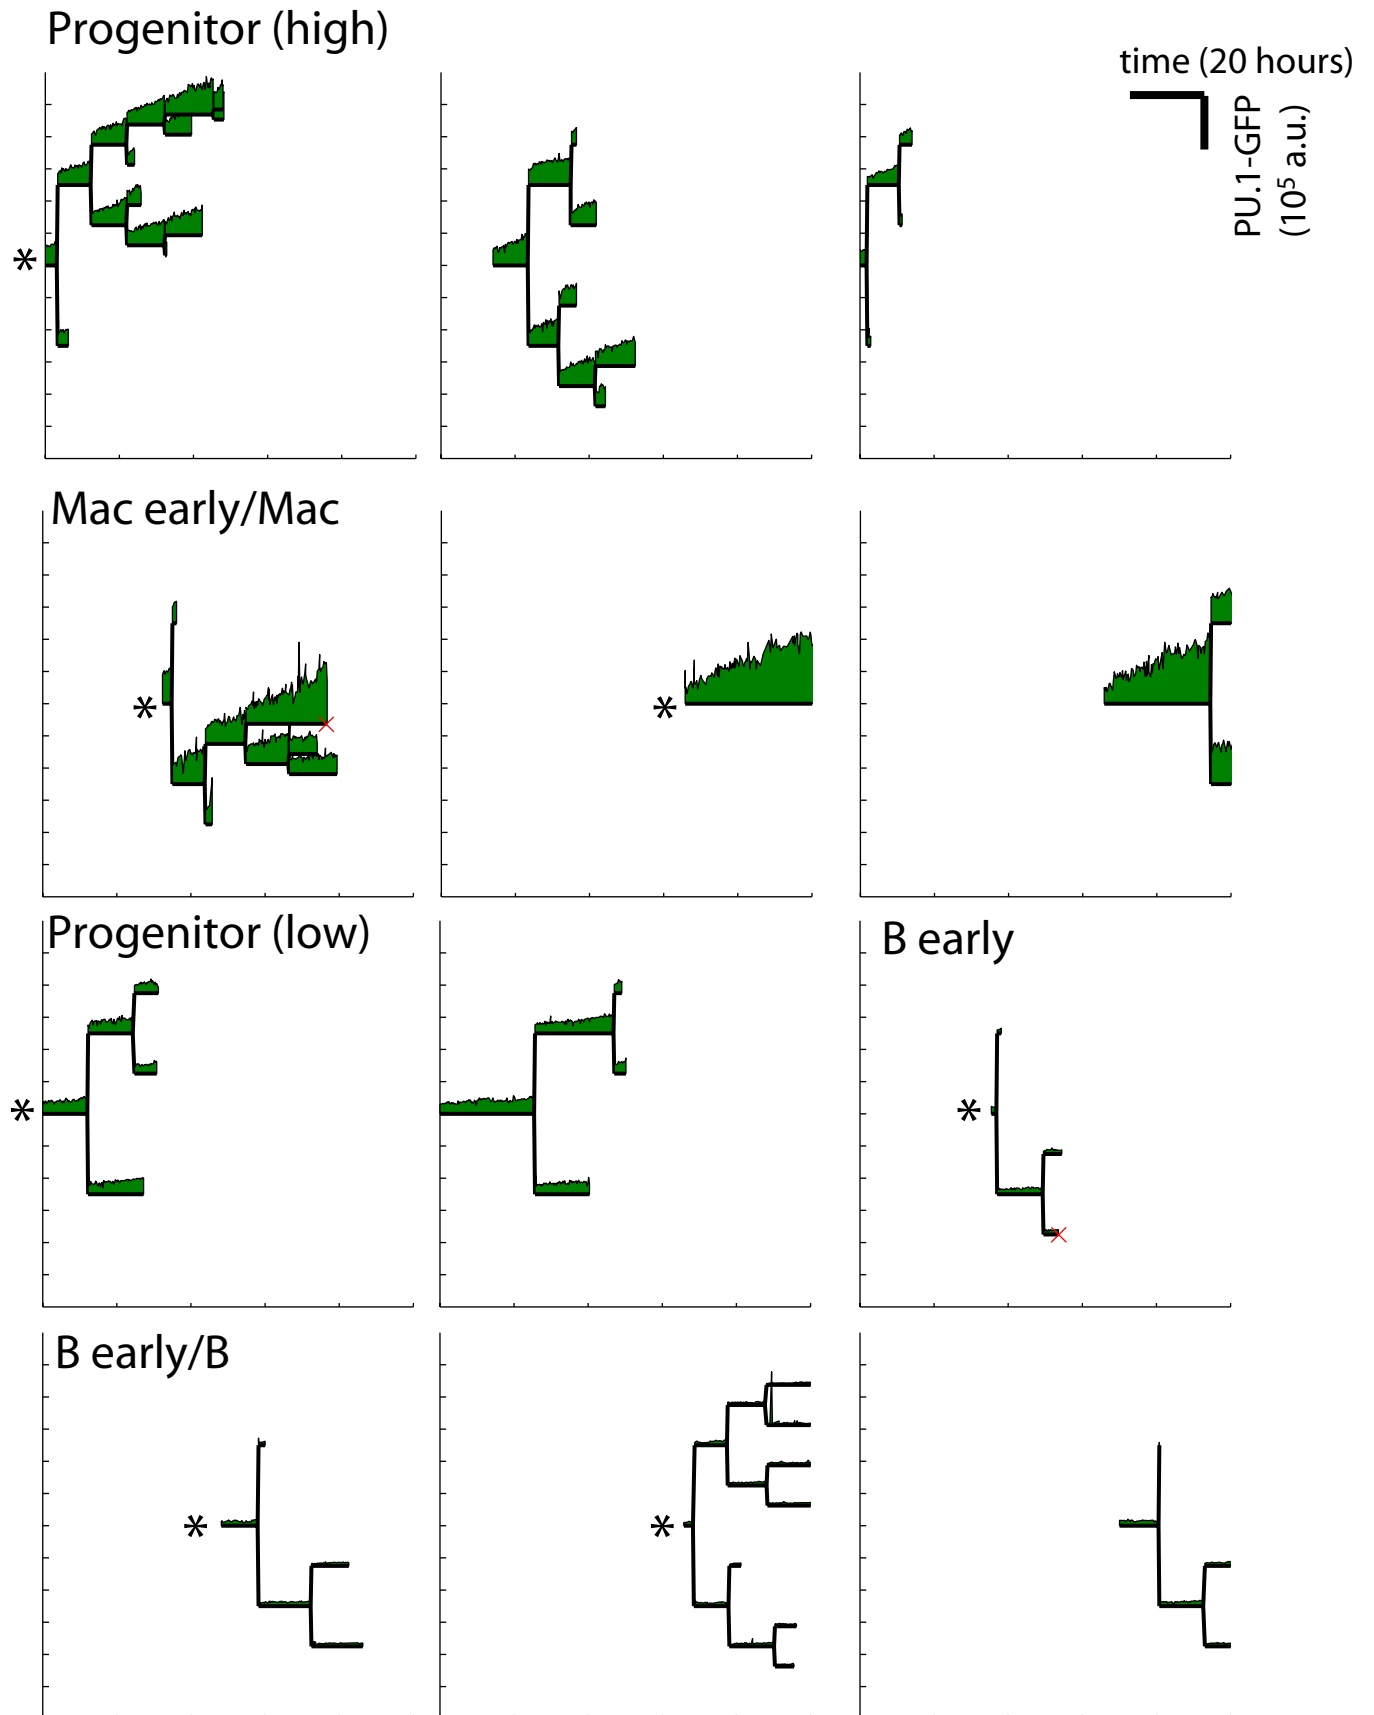 Progenitor (high)
time (20 hours)
PU.1-GFP
(10⁵ a.u.)
*
Mac early/Mac
*
*
Progenitor (low)
B early
*
*
B early/B
*
*